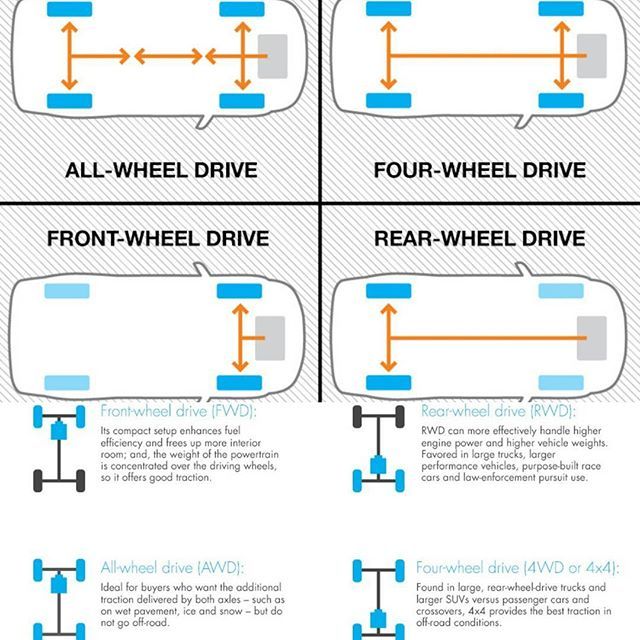 ALL-WHEEL DRIVE
FOUR-WHEEL DRIVE
FRONT-WHEEL DRIVE
REAR-WHEEL DRIVE
Front-wheel drive (FWD):
Its compact setup enhances fuel
efficiency and frees up more interior
room; and, the weight of the powertrain
is concentrated over the driving wheels,
so it offers good traction.
Rear-wheel drive (RWD):
RWD can more effectively handle higher
engine power and higher vehicle weights.
Favored in large trucks, larger
performance vehicles, purpose-built race
cars and law-enforcement pursuit use.
All-wheel drive (AWD):
Ideal for buyers who want the additional
traction delivered by both axles – such as
on wet pavement, ice and snow – but do
not go off-road.
Four-wheel drive (4WD or 4x4):
Found in large, rear-wheel-drive trucks and
larger SUVs versus passenger cars and
crossovers, 4x4 provides the best traction in
off-road conditions.